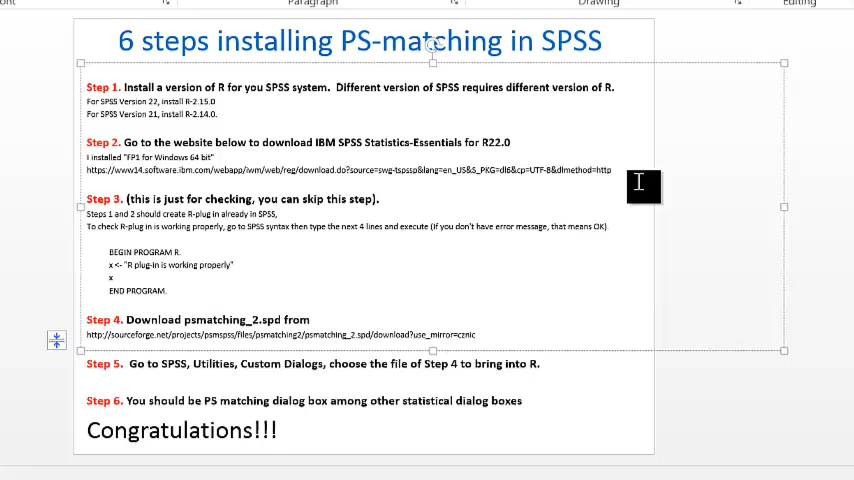 Paragraph
Drawing
Editing
6 steps installing PS-matching in SPSS
Step 1. Install a version of R for you SPSS system. Different version of SPSS requires different version of R.
For SPSS Version 22, install R-2.15.0
For SPSS Version 21, install R-2.14.0.
Step 2. Go to the website below to download IBM SPSS Statistics-Essentials for R22.0
I installed "FP1 for Windows 64 bit"
https://www14.software.ibm.com/webapp/iwm/web/reg/download.do?source=swg-tspssp&lang=en_US&S_PKG=dl6&cp=UTF-8&dlmethod=http
Step 3. (this is just for checking, you can skip this step).
Steps 1 and 2 should create R-plug in already in SPSS,
To check R-plug in is working properly, go to SPSS syntax then type the next 4 lines and execute (If you don't have error message, that means OK).
BEGIN PROGRAM R.
x <- "R plug-in is working properly"
x
END PROGRAM.
Step 4. Download psmatching_2.spd from
http://sourceforge.net/projects/psmspss/files/psmatching2/psmatching_2.spd/download?use_mirror=cznic
Step 5. Go to SPSS, Utilities, Custom Dialogs, choose the file of Step 4 to bring into R.
Step 6. You should be PS matching dialog box among other statistical dialog boxes
Congratulations!!!